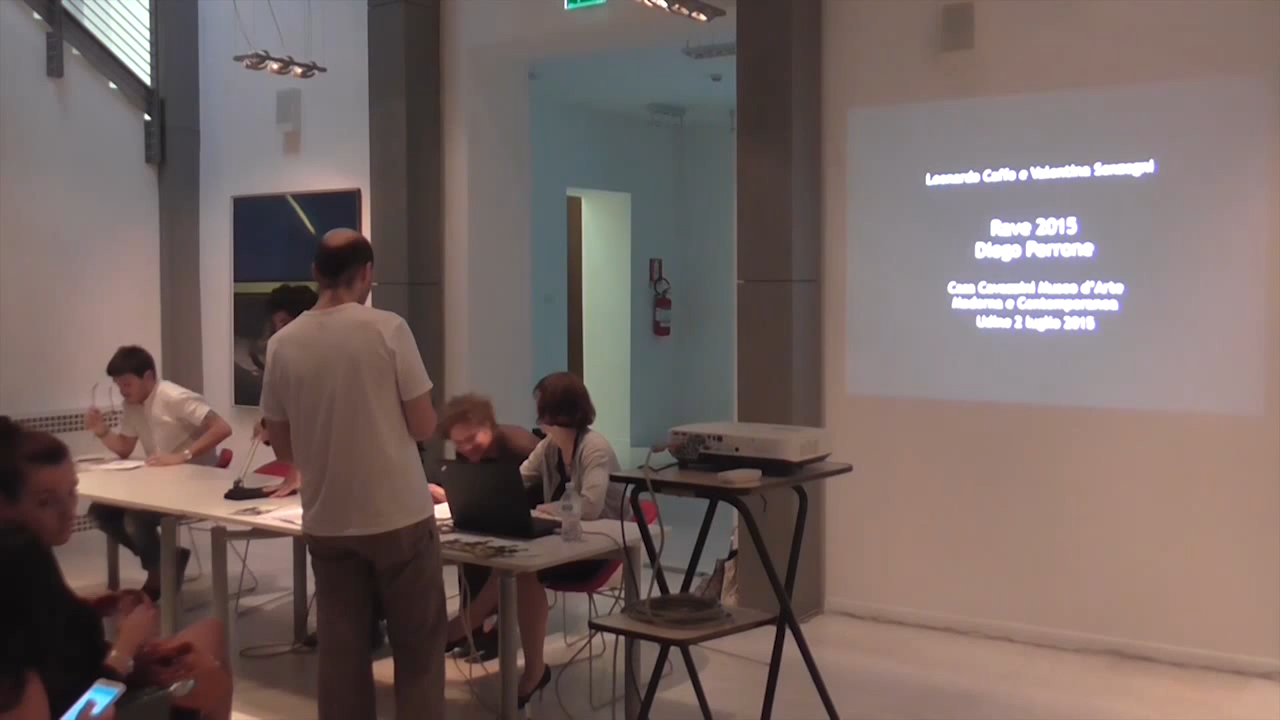 Leonardo Caffo e Valentina Sonzogni
Rave 2015
Diego Perrone
Casa Cavazzini Museo d'Arte
Moderna e Contemporanea
Udine 2 luglio 2015